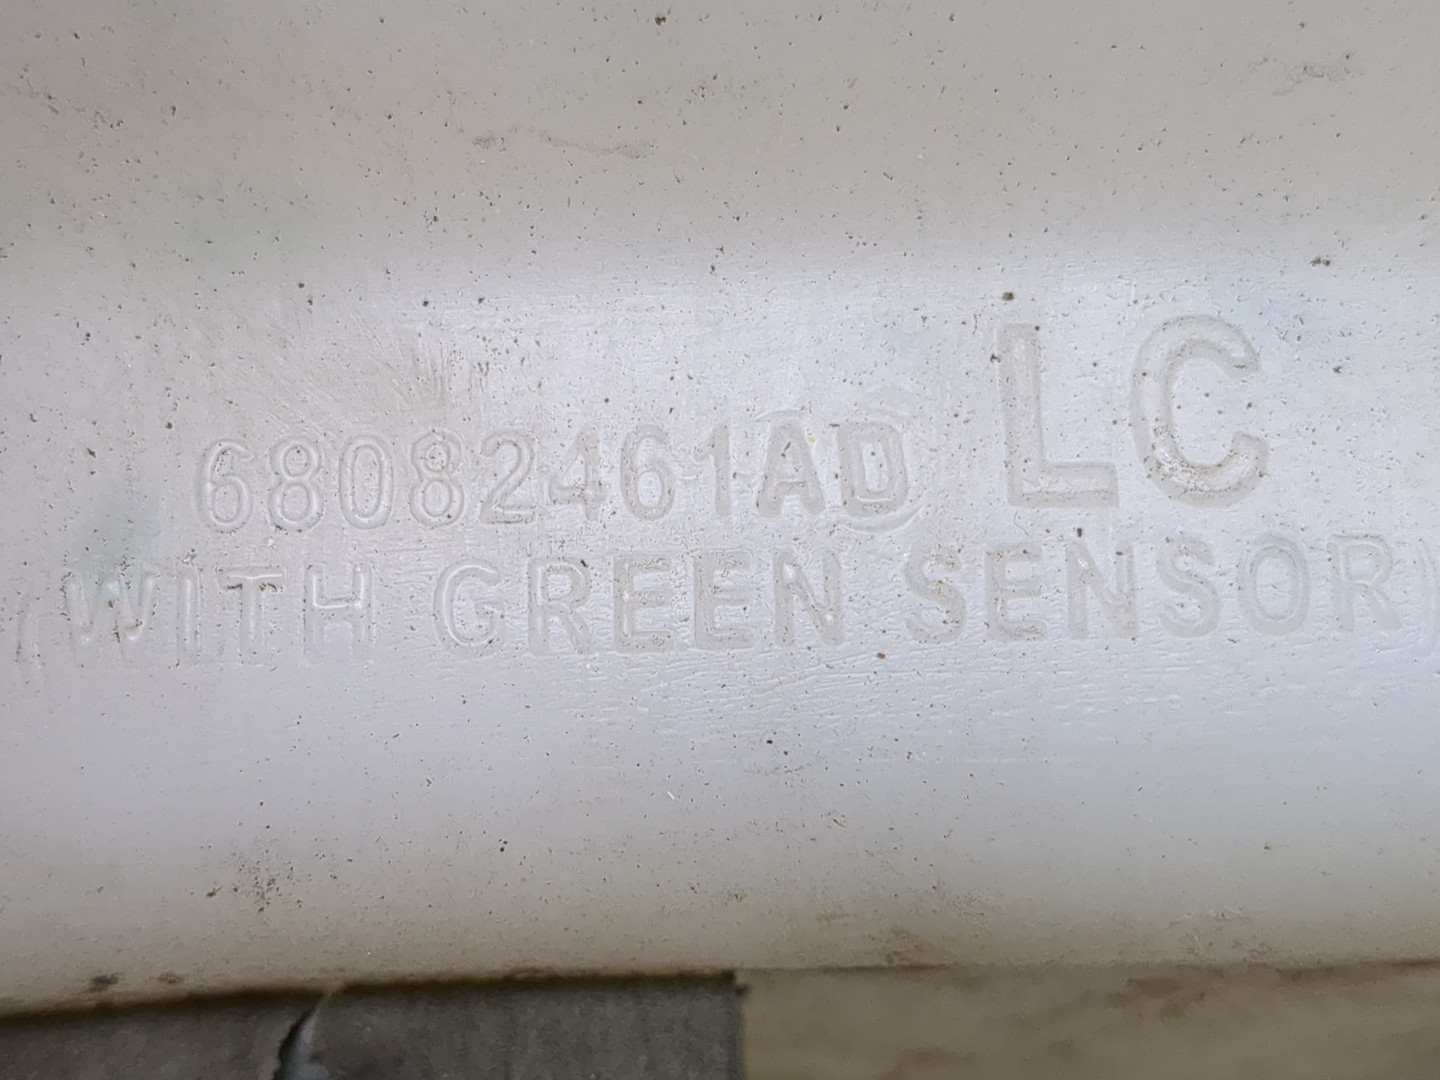 68082461AD LC
(WITH GREEN SENSOR)